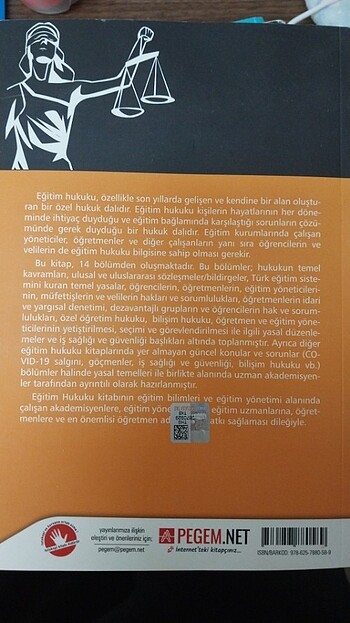 Eğitim hukuku, özellikle son yıllarda gelişen ve kendine bir alan oluştu-
ran bir özel hukuk dalıdır. Eğitim hukuku kişilerin hayatlarının her döne-
minde ihtiyaç duyduğu ve eğitim bağlamında karşılaştığı sorunların çözü-
münde gerek duyduğu bir hukuk dalıdır. Eğitim kurumlarında çalışan
yöneticiler, öğretmenler ve diğer çalışanların yanı sıra öğrencilerin ve
velilerin de eğitim hukuku bilgisine sahip olması gerekir.
Bu kitap, 14 bölümden oluşmaktadır. Bu bölümler; hukukun temel
kavramları, ulusal ve uluslararası sözleşmeler/bildirgeler, Türk eğitim siste-
mini kuran temel yasalar, öğrencilerin, öğretmenlerin, eğitim yöneticileri-
nin, müfettişlerin ve velilerin hakları ve sorumlulukları, öğretmenlerin idari
ve yargısal denetimi, dezavantajlı grupların ve öğrencilerin hak ve sorum-
lulukları, özel öğretim hukuku, bilişim hukuku, öğretmen ve eğitim yöne-
ticilerinin yetiştirilmesi, seçimi ve görevlendirilmesi ile ilgili yasal düzenle-
meler ve iş sağlığı ve güvenliği başlıkları altında toplanmıştır. Ayrıca diğer
eğitim hukuku kitaplarında yer almayan güncel konular ve sorunlar (CO-
VID-19 salgını, göçmenler, iş sağlığı ve güvenliği, bilişim hukuku vb.)
bölümler halinde yasal temelleri ile birlikte alanında uzman akademisyen-
ler tarafından ayrıntılı olarak hazırlanmıştır.
Eğitim Hukuku kitabının eğitim bilimleri ve eğitim yönetimi alanında
çalışan akademisyenlere, eğitim eğitim uzmanlarına, öğret-
menlere ve en önemlisi öğretmen sağlaması dileğiyle.
yayınlarımıza ilişkin
eleştiri ve önerileriniz için;
pegem@pegem.net
PEGEM.NET
İnternet'teki kitapçınız...
ISBN/BARKOD: 978-625-7880-58-9